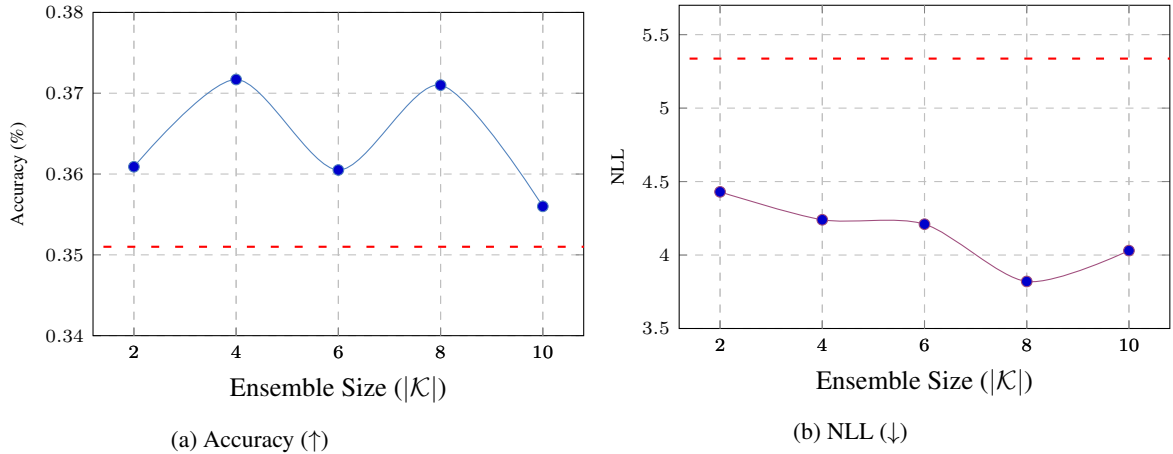 0.38
0.37
0.36
0.35
0.34
Accuracy (%)
2 4 6 8 10
Ensemble Size (|𝒦|)
(a) Accuracy (↑)
5.5
5
4.5
4
3.5
NLL
2 4 6 8 10
Ensemble Size (|𝒦|)
(b) NLL (↓)